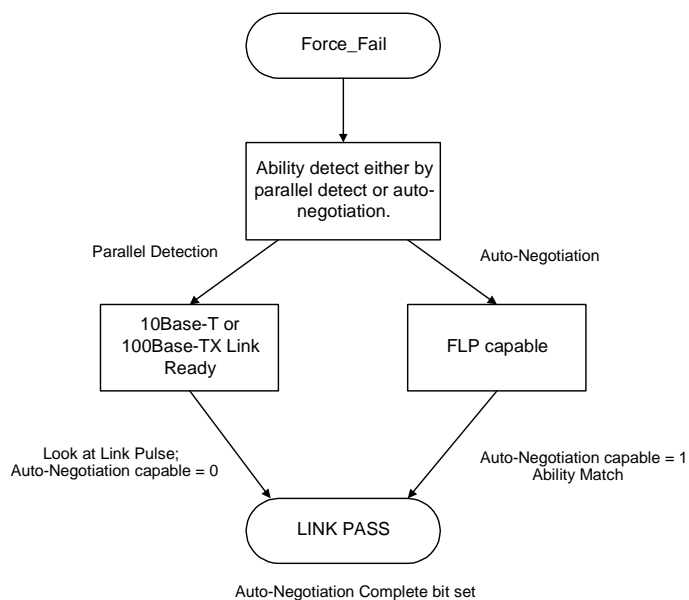 Force_Fail
Ability detect either by
parallel detect or auto-
negotiation.
Parallel Detection
Auto-Negotiation
10Base-T or
100Base-TX Link
Ready
FLP capable
Look at Link Pulse;
Auto-Negotiation capable = 0
Auto-Negotiation capable = 1
Ability Match
LINK PASS
Auto-Negotiation Complete bit set